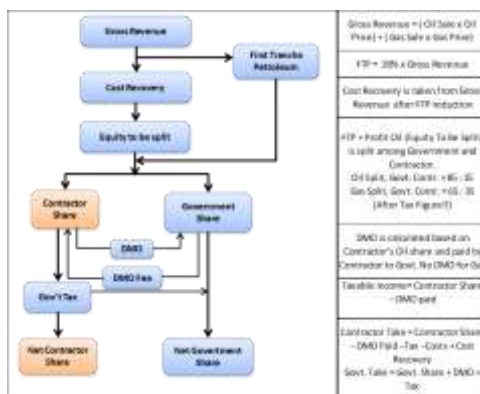 Gross Revenue
First Tranche
Petroleum
Cost Recovery
Equity to be split
Contractor
Share
Government
Share
DMO
DMO Fee
Gov't Tax
Net Contractor
Share
Net Government
Share
Gross Revenue = ( Oil Sale x Oil
Price) + ( Gas Sale x Gas Price)
FTP = 20% x Gross Revenue
Cost Recovery is taken from Gross
Revenue after FTP reduction
FTP + Profit Oil (Equity To Be Split)
is split among Government and
Contractor.
Oil Split, Govt: Contr. = 85 : 15
Gas Split, Govt: Contr. = 65 : 35
(After Tax Figure!!)
DMO is calculated based on
Contractor's Oil share and paid by
Contractor to Govt. No DMO for Gas
Taxable Income= Contractor Share
- DMO paid
Contractor Take = Contractor Share
- DMO Paid -Tax -Costs + Cost
Recovery
Govt. Take = Govt. Share + DMO +
Tax